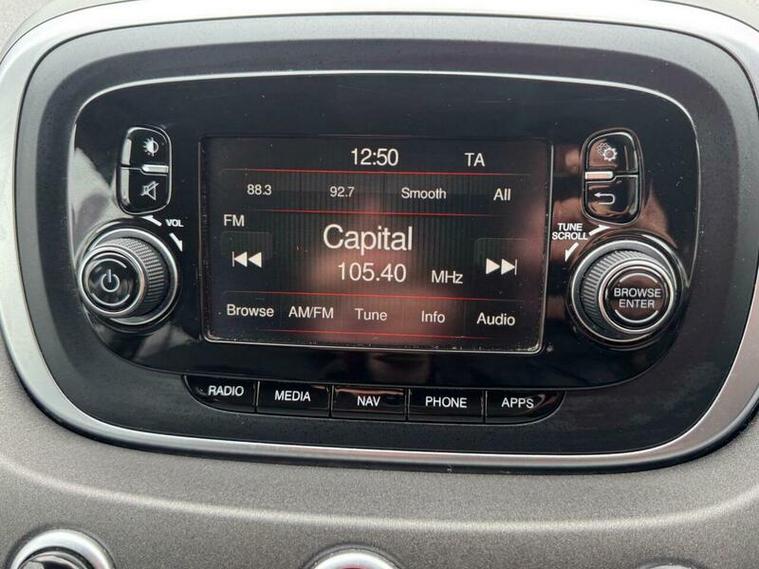 12:50 TA
88.3 92.7 Smooth All
FM
Capital
105.40 MHz
Browse AM/FM Tune Info Audio
VOL
TUNE
SCROLL
BROWSE
ENTER
RADIO MEDIA NAV PHONE APPS